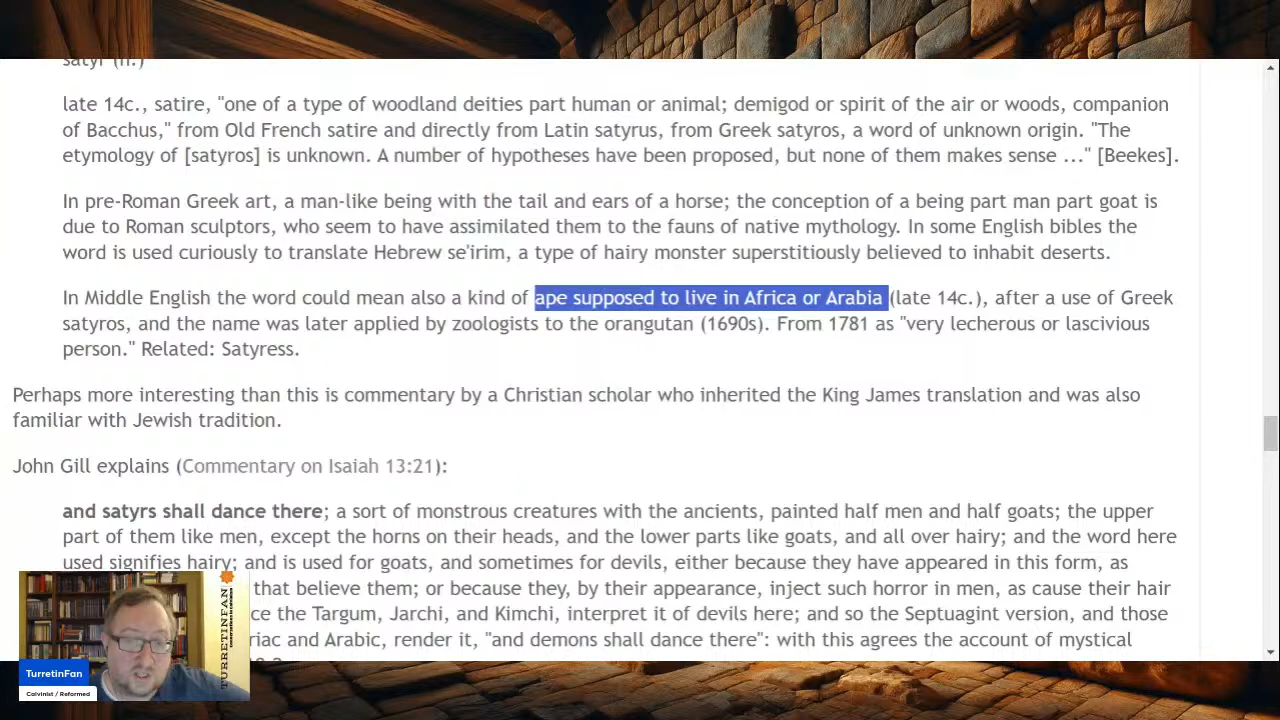 satyr (n.)
late 14c., satire, "one of a type of woodland deities part human or animal; demigod or spirit of the air or woods, companion
of Bacchus," from Old French satire and directly from Latin satyrus, from Greek satyros, a word of unknown origin. "The
etymology of [satyros] is unknown. A number of hypotheses have been proposed, but none of them makes sense ..." [Beekes].
In pre-Roman Greek art, a man-like being with the tail and ears of a horse; the conception of a being part man part goat is
due to Roman sculptors, who seem to have assimilated them to the fauns of native mythology. In some English bibles the
word is used curiously to translate Hebrew se'irim, a type of hairy monster superstitiously believed to inhabit deserts.
In Middle English the word could mean also a kind of ape supposed to live in Africa or Arabia (late 14c.), after a use of Greek
satyros, and the name was later applied by zoologists to the orangutan (1690s). From 1781 as "very lecherous or lascivious
person." Related: Satyress.
Perhaps more interesting than this is commentary by a Christian scholar who inherited the King James translation and was also
familiar with Jewish tradition.
John Gill explains (Commentary on Isaiah 13:21):
and satyrs shall dance there; a sort of monstrous creatures with the ancients, painted half men and half goats; the upper
part of them like men, except the horns on their heads, and the lower parts like goats, and all over hairy; and the word here
used signifies hairy; and is used for goats, and sometimes for devils, either because they have appeared in this form, as
that believe them; or because they, by their appearance, inject such horror in men, as cause their hair
ce the Targum, Jarchi, and Kimchi, interpret it of devils here; and so the Septuagint version, and those
riac and Arabic, render it, "and demons shall dance there": with this agrees the account of mystical
TURRETINFAN
TurretinFan
Calvinist / Reformed